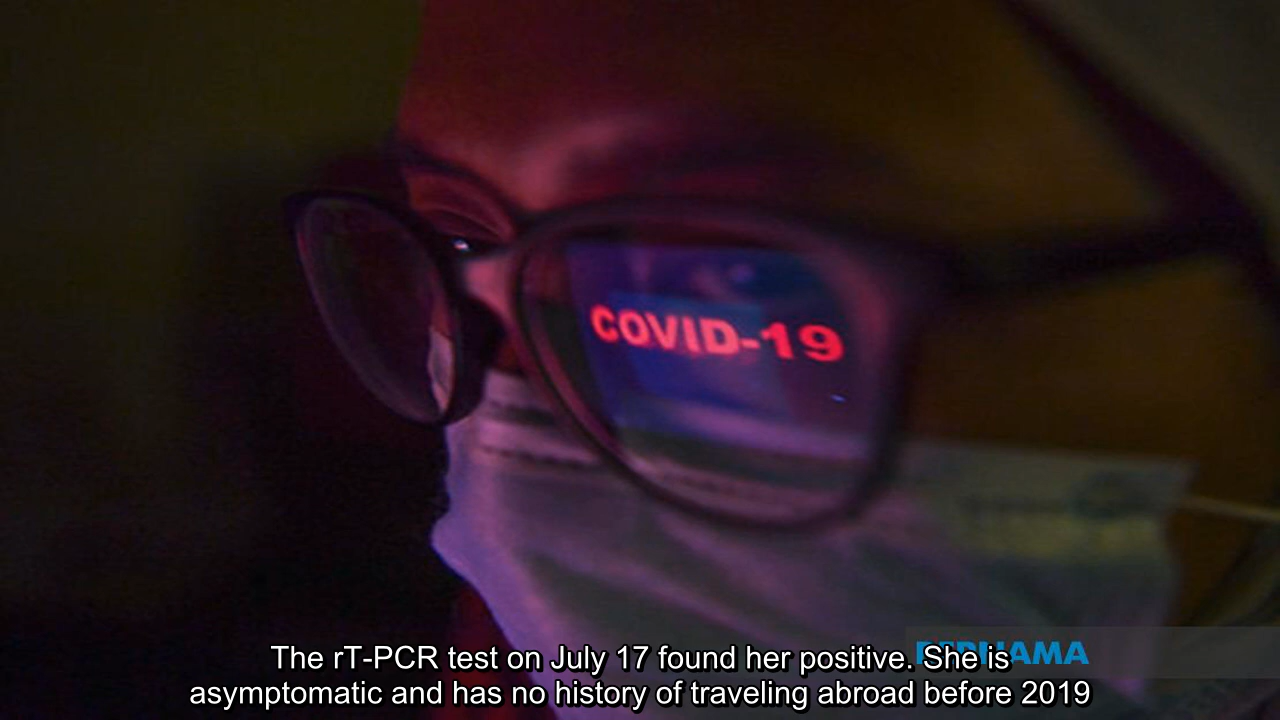 COVID-19
The rT-PCR test on July 17 found her positive. She is
asymptomatic and has no history of traveling abroad before 2019